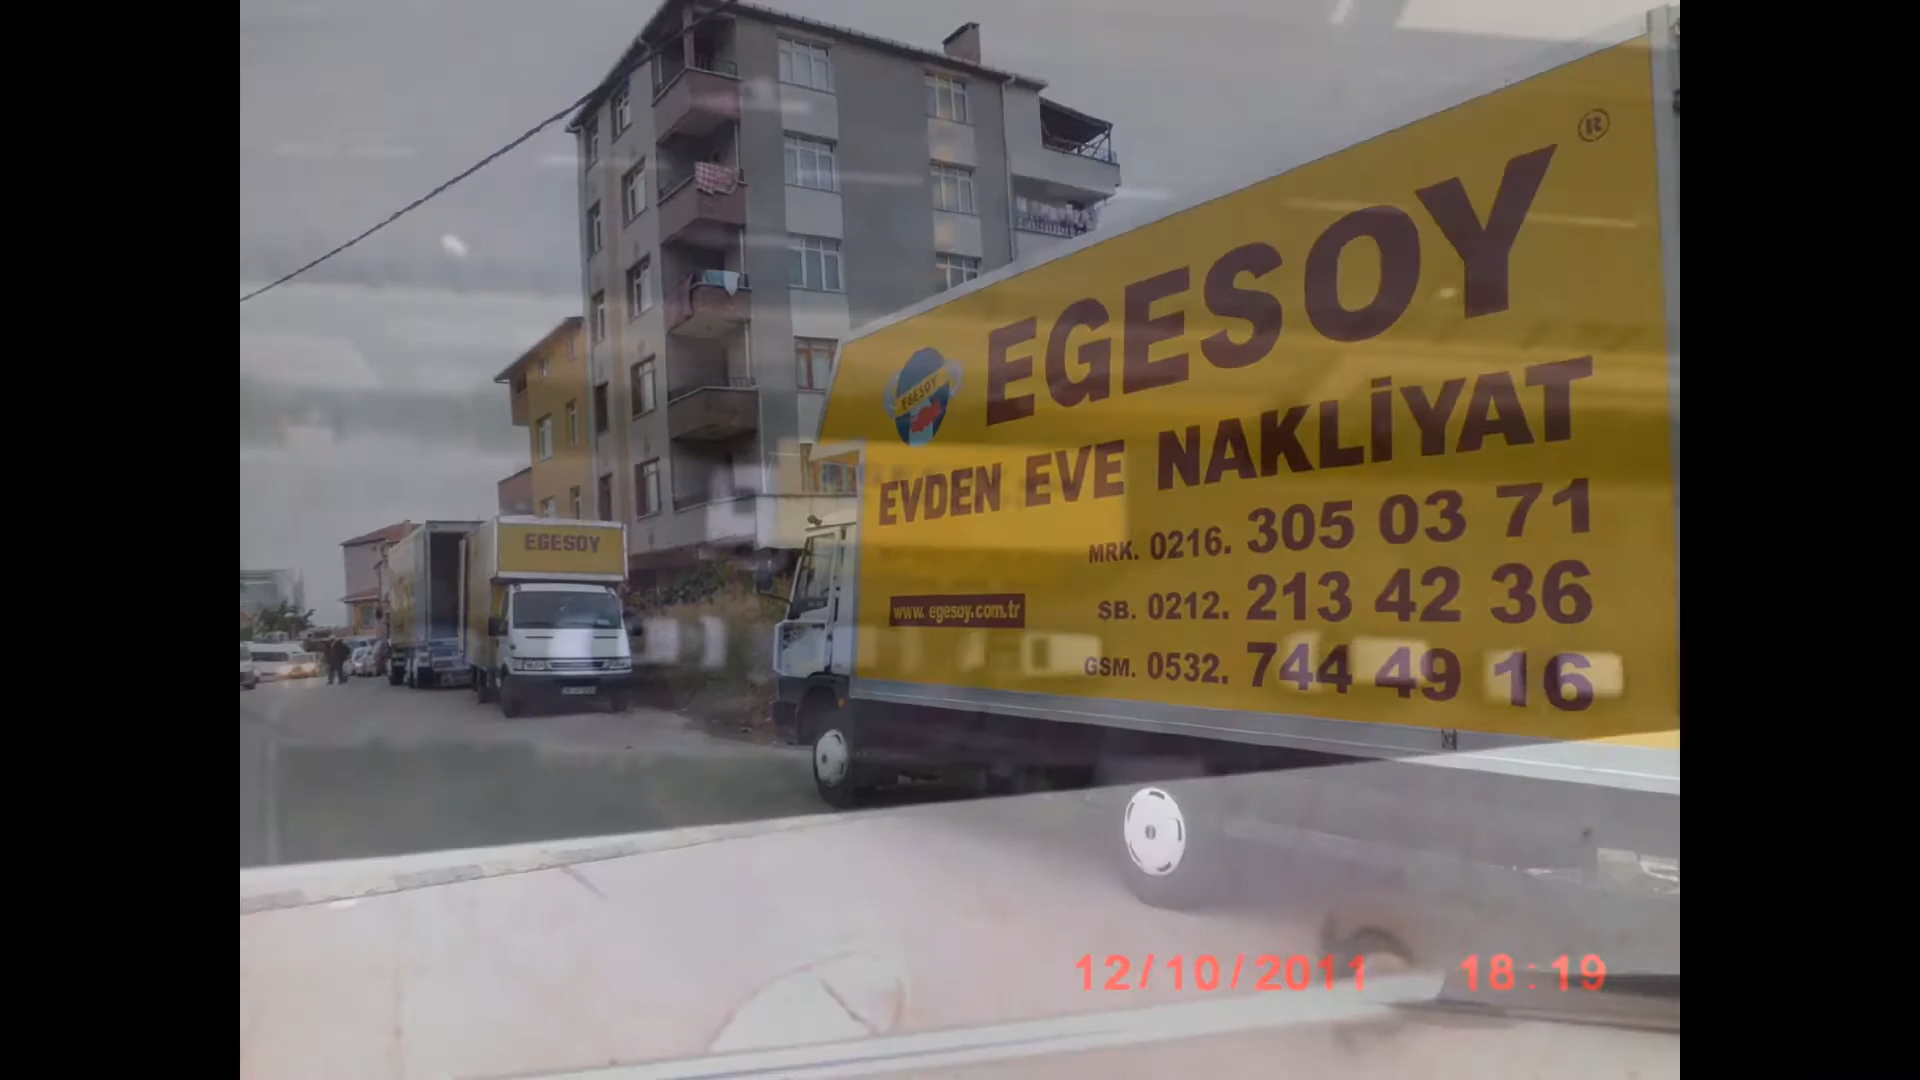 ®
EGESOY
EGESOY
EVDEN EVE NAKLİYAT
MRK. 0216. 305 03 71
ŞB. 0212. 213 42 36
GSM. 0532. 744 49 16
www. egesoy.com.tr
EGESOY
12/10/2011 18:19